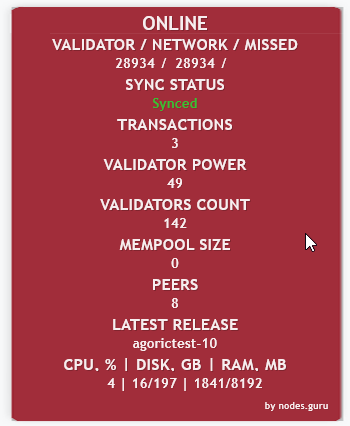 ONLINE
VALIDATOR / NETWORK / MISSED
28934 / 28934 /
SYNC STATUS
Synced
TRANSACTIONS
3
VALIDATOR POWER
49
VALIDATORS COUNT
142
MEMPOOL SIZE
0
PEERS
8
LATEST RELEASE
agorictest-10
CPU, % | DISK, GB | RAM, MB
4 | 16/197 | 1841/8192
by nodes.guru